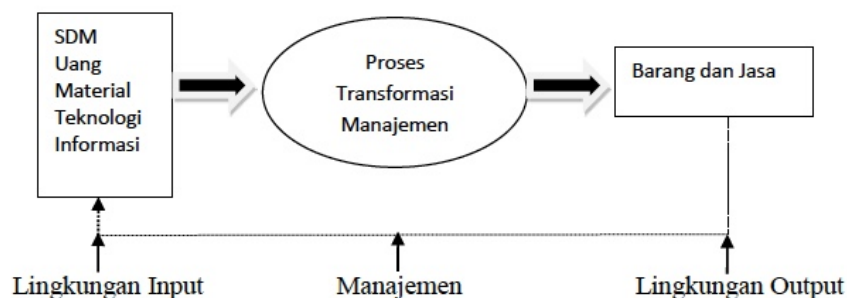 SDM
Uang
Material
Teknologi
Informasi
Proses
Transformasi
Manajemen
Barang dan Jasa
Lingkungan Input
Manajemen
Lingkungan Output